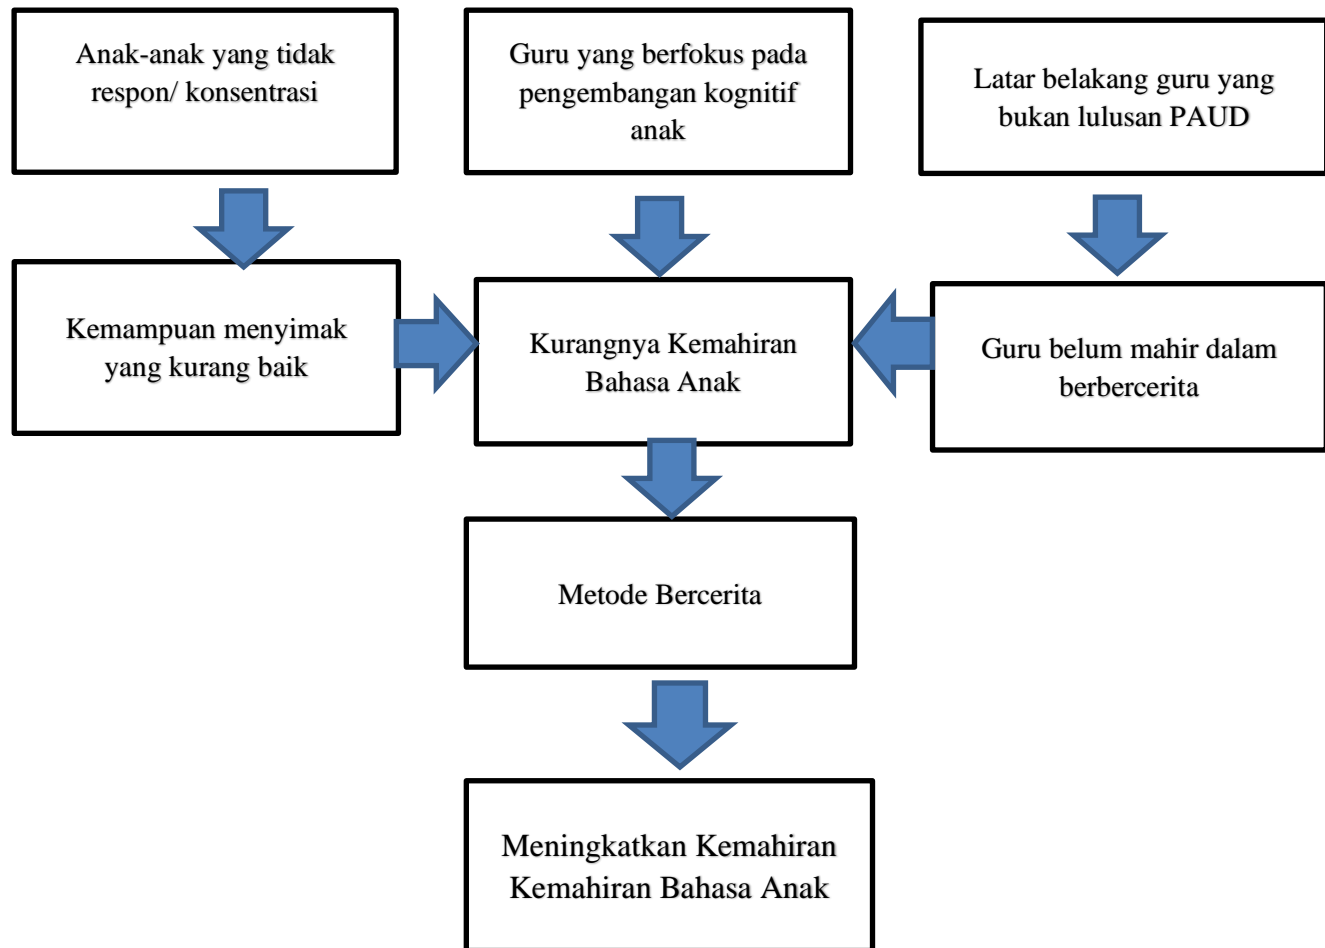 Anak-anak yang tidak
respon/ konsentrasi
Guru yang berfokus pada
pengembangan kognitif
anak
Latar belakang guru yang
bukan lulusan PAUD
Kemampuan menyimak
yang kurang baik
Kurangnya Kemahiran
Bahasa Anak
Guru belum mahir dalam
berbercerita
Metode Bercerita
Meningkatkan Kemahiran
Kemahiran Bahasa Anak